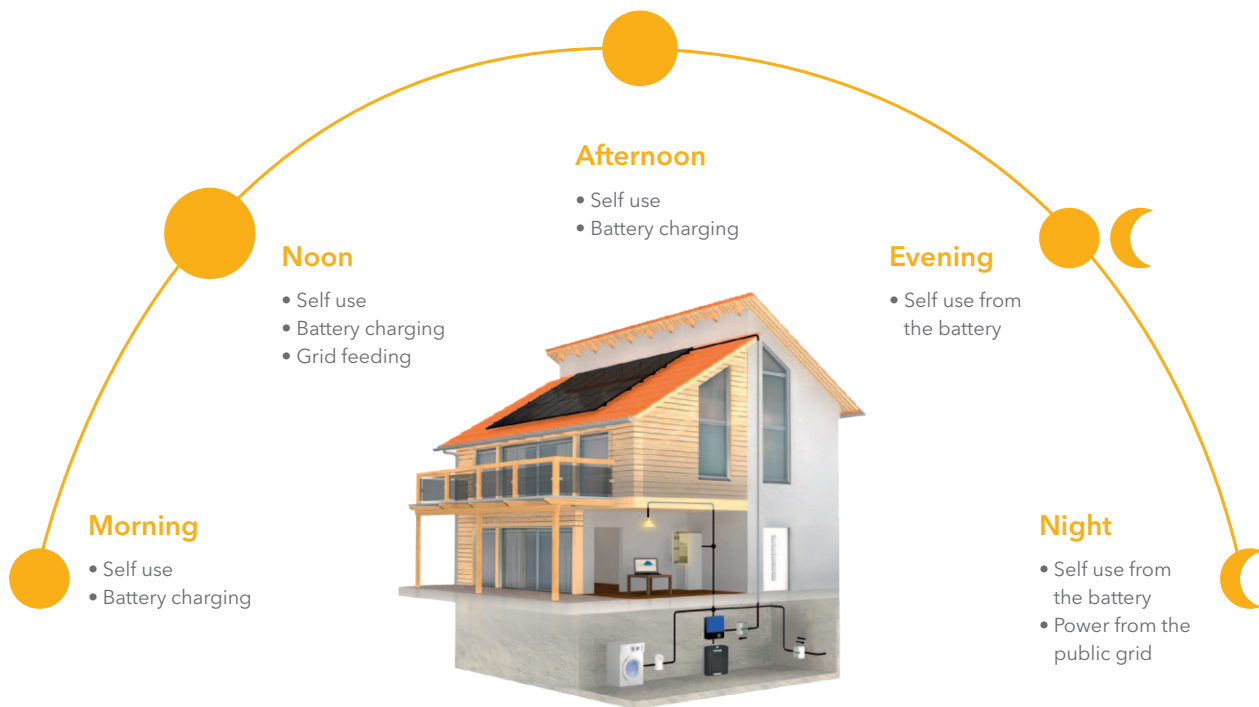 Morning
• Self use
• Battery charging
Noon
• Self use
• Battery charging
• Grid feeding
Afternoon
• Self use
• Battery charging
Evening
• Self use from
the battery
Night
• Self use from
the battery
• Power from the
public grid